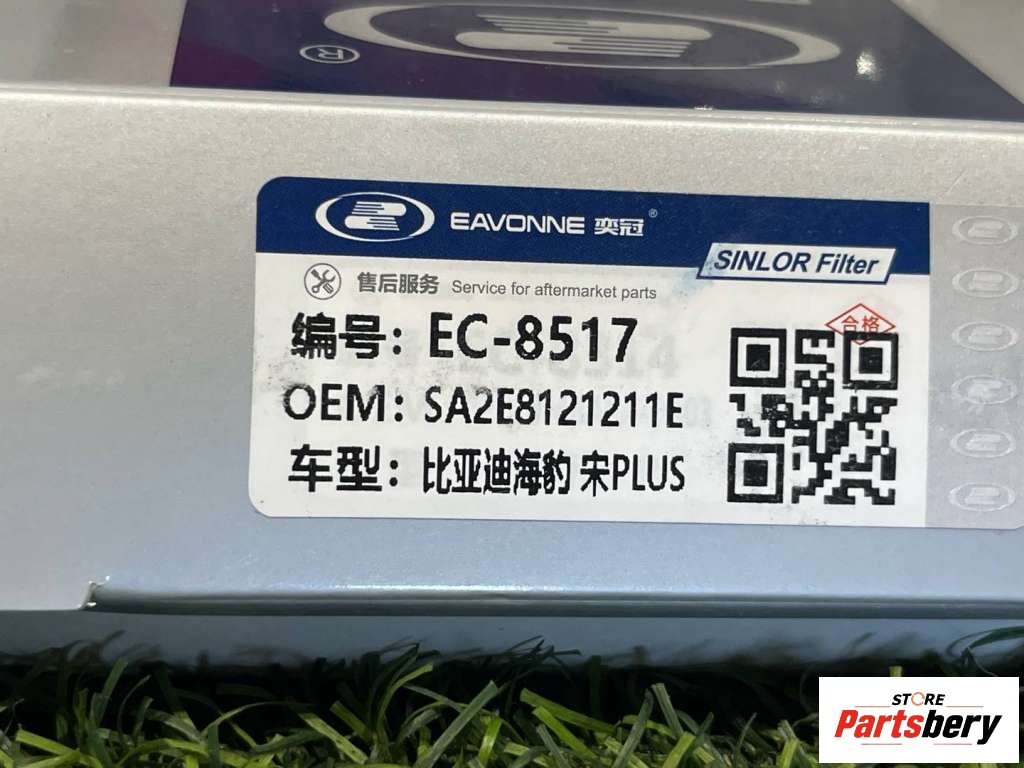 ®
EAVONNE 奕冠®
SINLOR Filter
售后服务 Service for aftermarket parts
编号: EC-8517
合格
OEM: SA2E8121211E
车型: 比亚迪海豹 宋PLUS
STORE
Partsbery